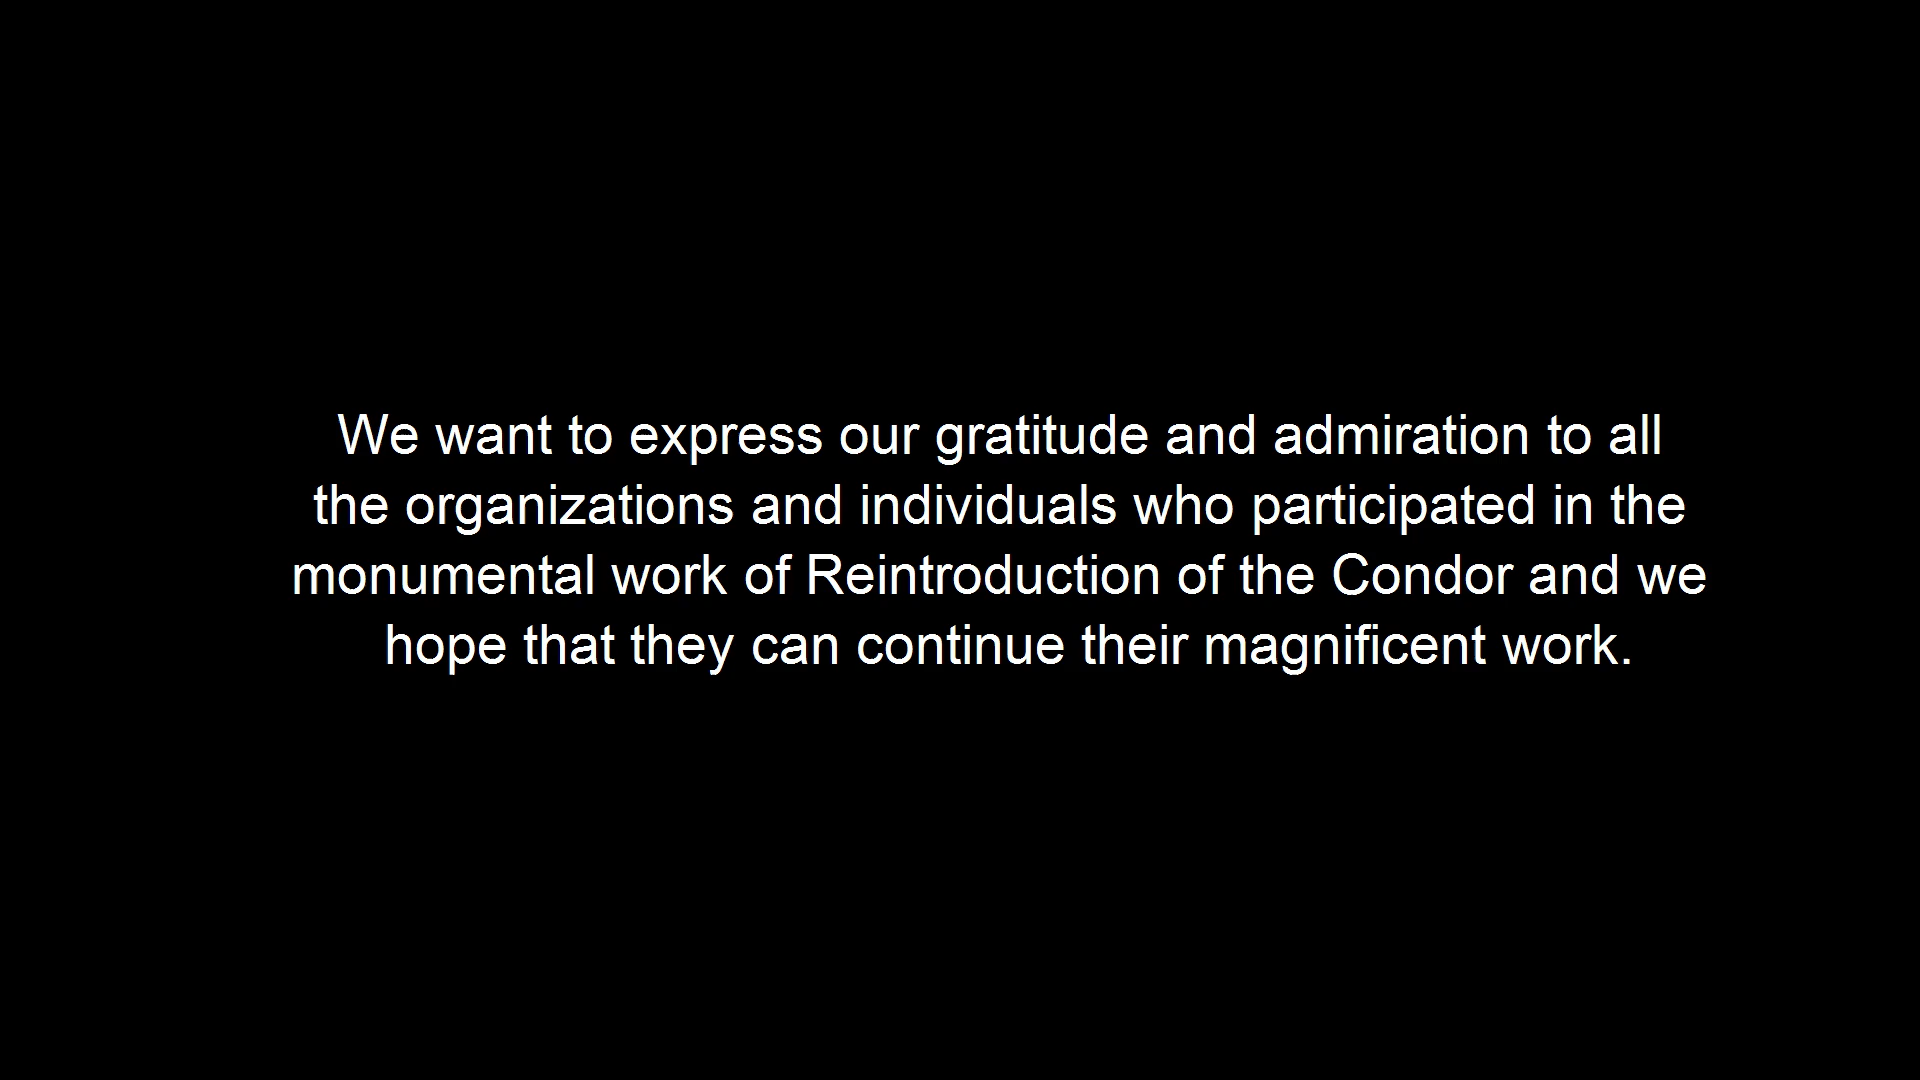 We want to express our gratitude and admiration to all
the organizations and individuals who participated in the
monumental work of Reintroduction of the Condor and we
hope that they can continue their magnificent work.